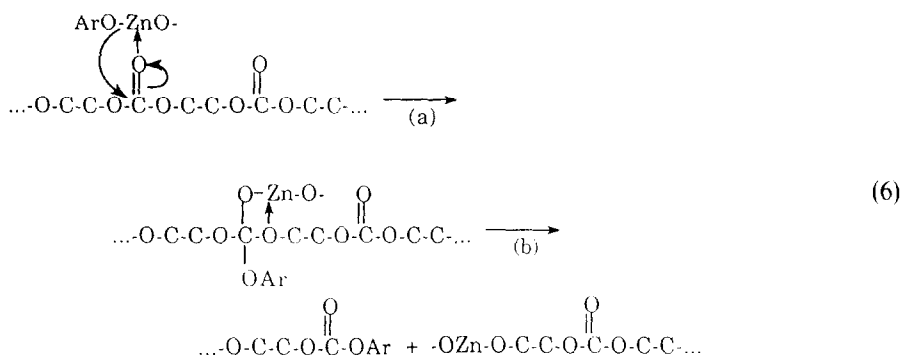 ArO-ZnO-
O O
...-O-C-C-O-C-O-C-C-O-C-O-C-C-...
(a)
O-Zn-O- O
(6)
...-O-C-C-O-C-O-C-C-O-C-O-C-C-...
(b)
OAr
O O
...-O-C-C-O-C-OAr + -OZn-O-C-C-O-C-O-C-C-...